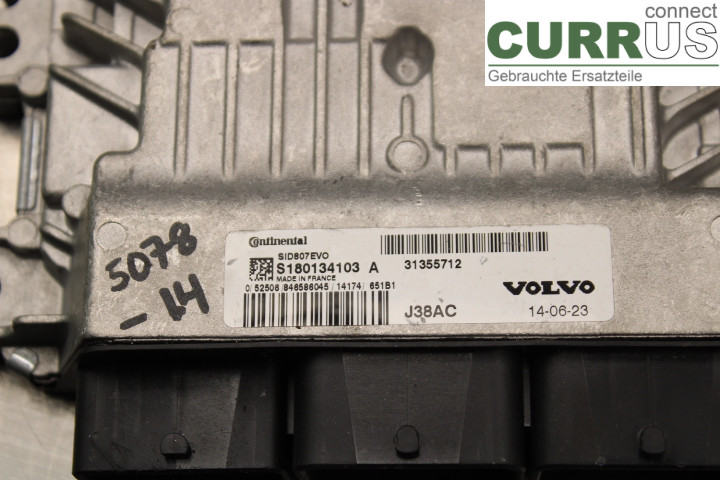 connect
CURRUS
Gebrauchte Ersatzteile
5078
-14
Continental
SID807EVO
S180134103 A
31355712
MADE IN FRANCE
0/52508/846586045/14174/651B1
VOLVO
J38AC
14-06-23